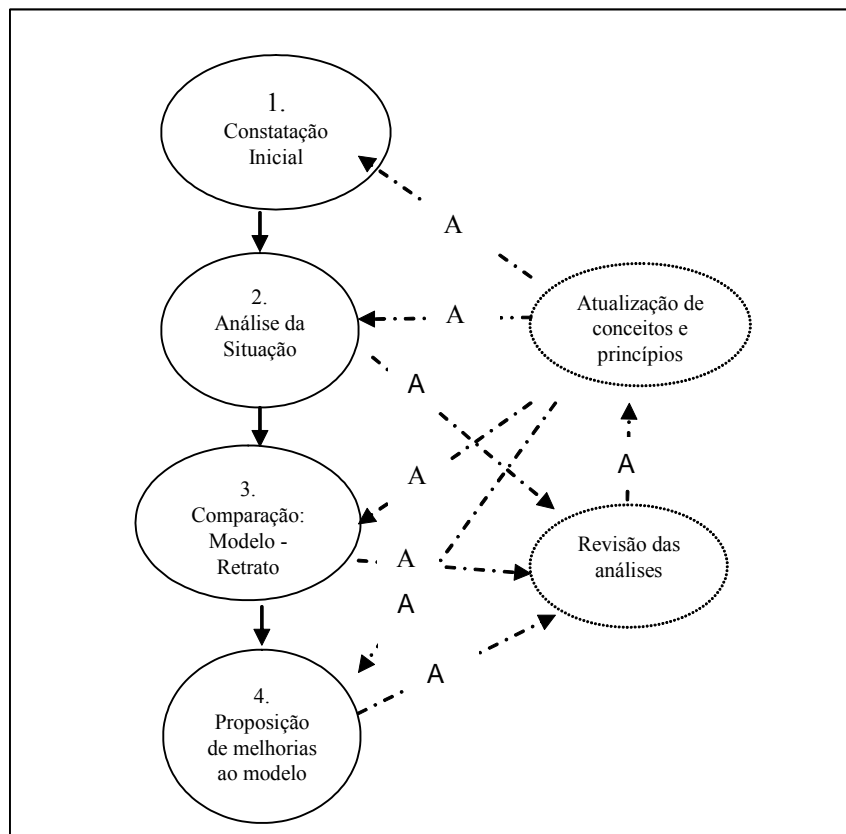 1.
Constatação
Inicial
A
2.
Análise da
Situação
A
Atualização de
conceitos e
princípios
A
3.
Comparação:
Modelo -
Retrato
A
A
A
Revisão das
análises
A
4.
Proposição
de melhorias
ao modelo
A